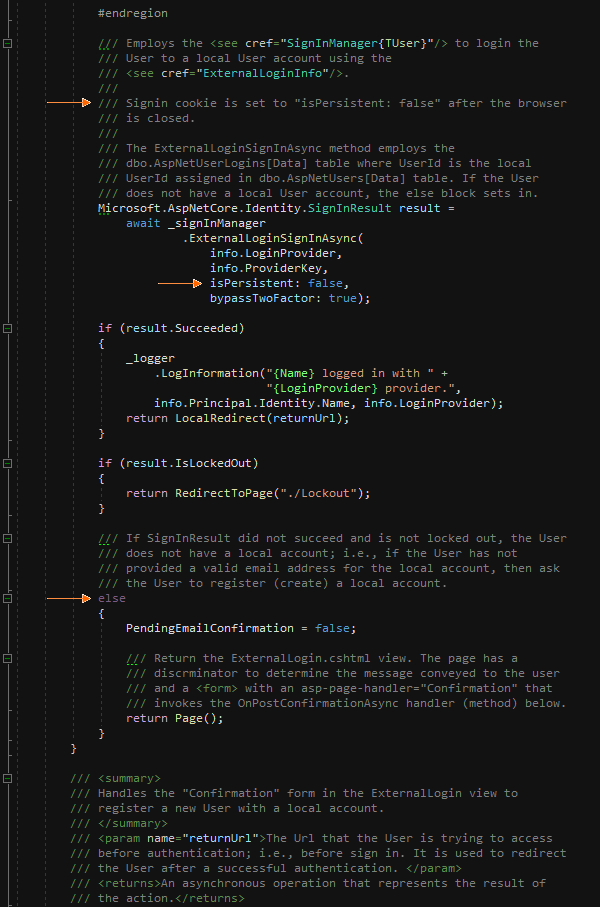 #endregion
/// Employs the <see cref="SignInManager{TUser}"/> to login the
/// User to a local User account using the
/// <see cref="ExternalLoginInfo"/>.
///
/// Signin cookie is set to "isPersistent: false" after the browser
/// is closed.
///
/// The ExternalLoginSignInAsync method employs the
/// dbo.AspNetUserLogins[Data] table where UserId is the local
/// UserId assigned in dbo.AspNetUsers[Data] table. If the User
/// does not have a local User account, the else block sets in.
Microsoft.AspNetCore.Identity.SignInResult result =
await _signInManager
.ExternalLoginSignInAsync(
info.LoginProvider,
info.ProviderKey,
isPersistent: false,
bypassTwoFactor: true);
if (result.Succeeded)
{
_logger
.LogInformation("{Name} logged in with " +
"{LoginProvider} provider.",
info.Principal.Identity.Name, info.LoginProvider);
return LocalRedirect(returnUrl);
}
if (result.IsLockedOut)
{
return RedirectToPage("./Lockout");
}
/// If SignInResult did not succeed and is not locked out, the User
/// does not have a local account; i.e., if the User has not
/// provided a valid email address for the local account, then ask
/// the User to register (create) a local account.
else
{
PendingEmailConfirmation = false;
/// Return the ExternalLogin.cshtml view. The page has a
/// discrminator to determine the message conveyed to the user
/// and a <form> with an asp-page-handler="Confirmation" that
/// invokes the OnPostConfirmationAsync handler (method) below.
return Page();
}
}
/// <summary>
/// Handles the "Confirmation" form in the ExternalLogin view to
/// register a new User with a local account.
/// </summary>
/// <param name="returnUrl">The Url that the User is trying to access
/// before authentication; i.e., before sign in. It is used to redirect
/// the User after a successful authentication. </param>
/// <returns>An asynchronous operation that represents the result of
/// the action.</returns>